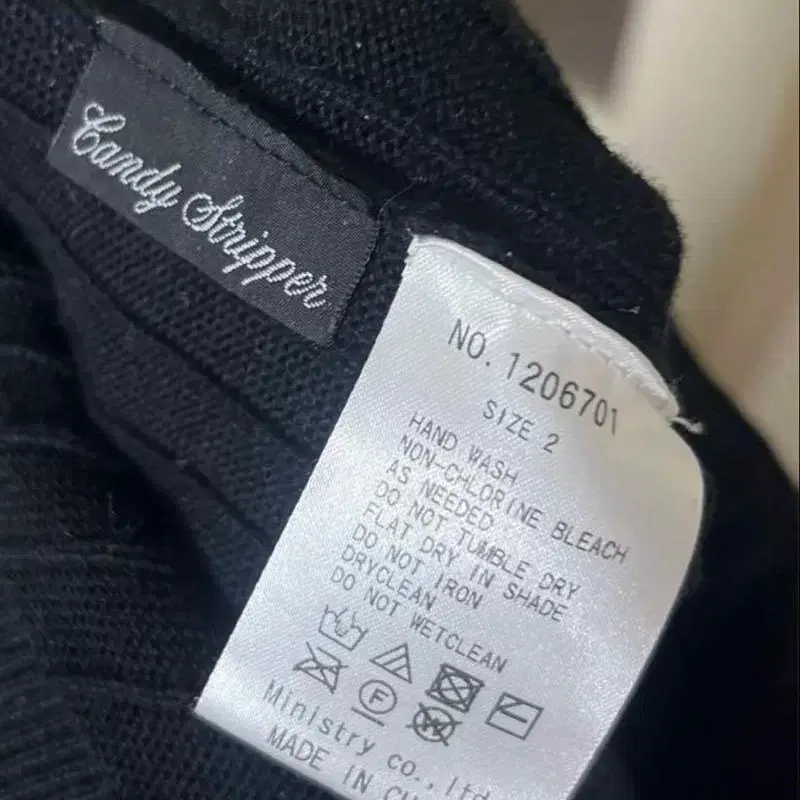 Candy Stripper
NO. 1206701
SIZE 2
HAND WASH
NON-CHLORINE BLEACH
AS NEEDED
DO NOT TUMBLE DRY
FLAT DRY IN SHADE
DO NOT IRON
DRYCLEAN
DO NOT WETCLEAN
F
W
Ministry co., ltd
MADE IN